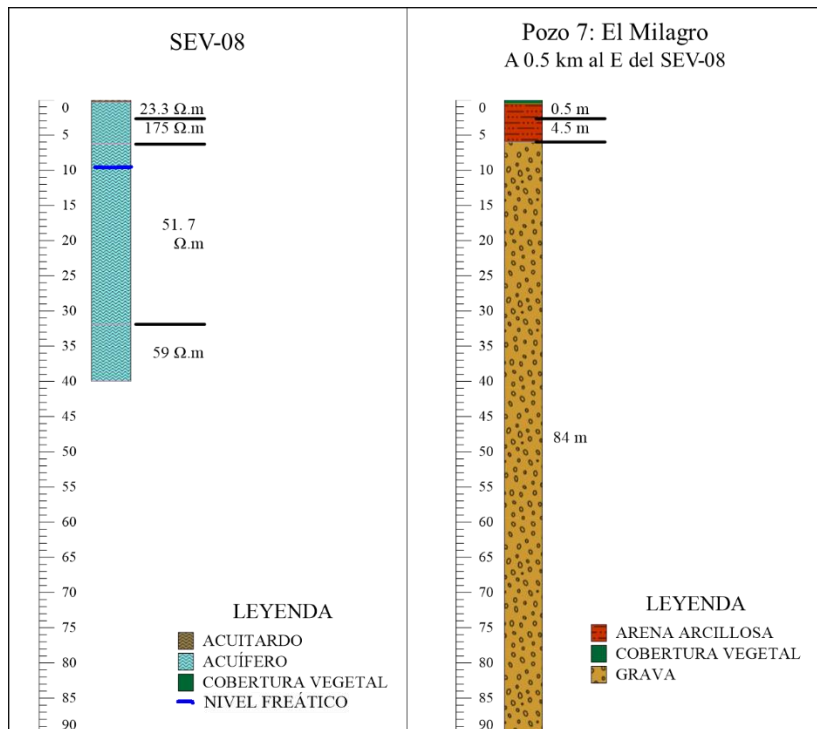 SEV-08
0
5
10
15
20
25
30
35
40
45
50
55
60
65
70
75
80
85
90
23.3 Ω.m
175 Ω.m
51. 7
Ω.m
59 Ω.m
LEYENDA
ACUITARDO
ACUÍFERO
COBERTURA VEGETAL
NIVEL FREÁTICO
Pozo 7: El Milagro
A 0.5 km al E del SEV-08
0
5
10
15
20
25
30
35
40
45
50
55
60
65
70
75
80
85
90
0.5 m
4.5 m
84 m
LEYENDA
ARENA ARCILLOSA
COBERTURA VEGETAL
GRAVA